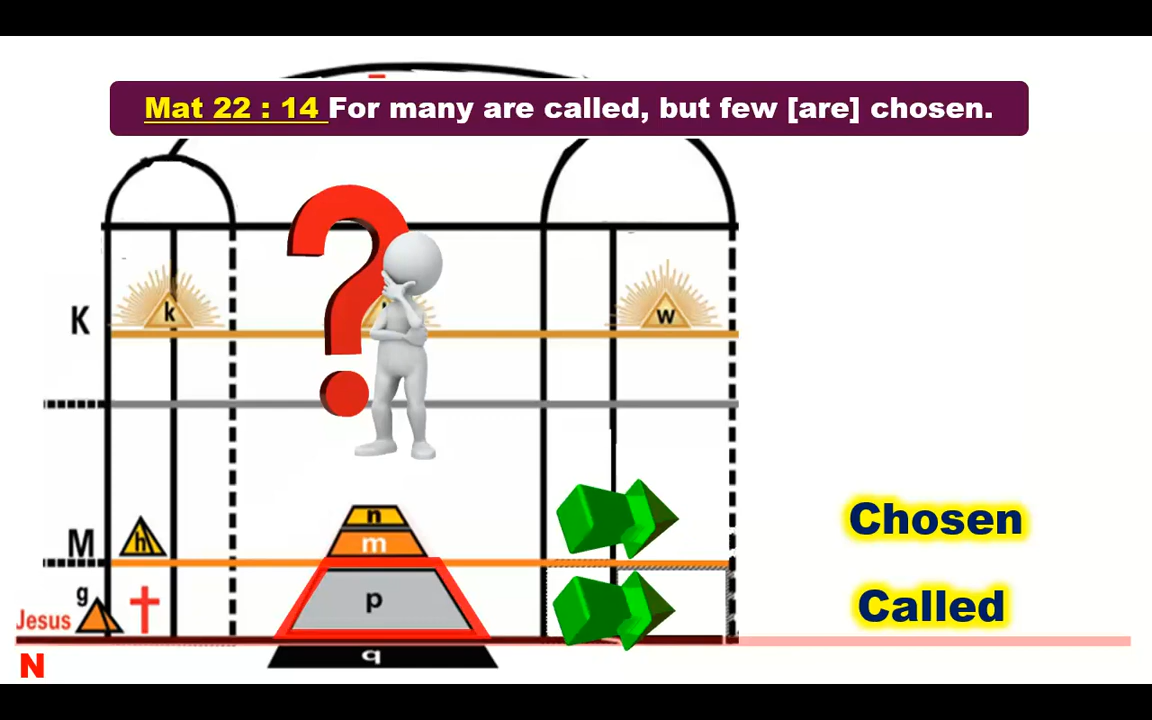 Mat 22 : 14 For many are called, but few [are] chosen.
K
k
w
n
M
h
m
Chosen
g
p
Jesus
Called
q
N